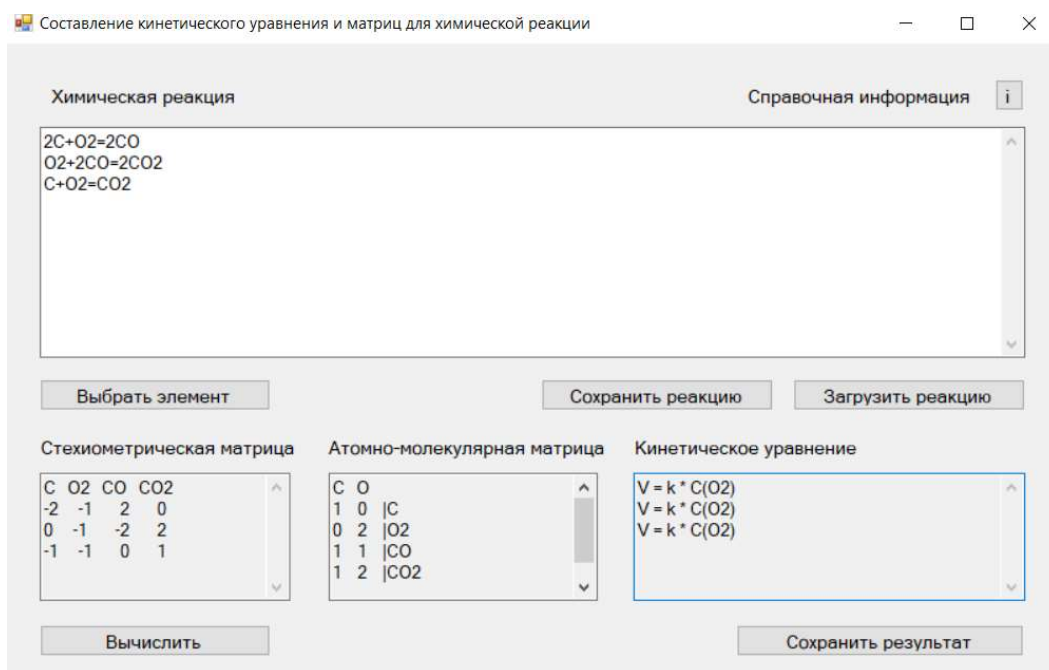 Составление кинетического уравнения и матриц для химической реакции
Химическая реакция
Справочная информация
i
2C+O2=2CO
O2+2CO=2CO2
C+O2=CO2
Выбрать элемент
Сохранить реакцию
Загрузить реакцию
Стехиометрическая матрица
C O2 CO CO2
-2 -1 2 0
0 -1 -2 2
-1 -1 0 1
Атомно-молекулярная матрица
C O
1 0 |C
0 2 |O2
1 1 |CO
1 2 |CO2
Кинетическое уравнение
V = k * C(O2)
V = k * C(O2)
V = k * C(O2)
Вычислить
Сохранить результат